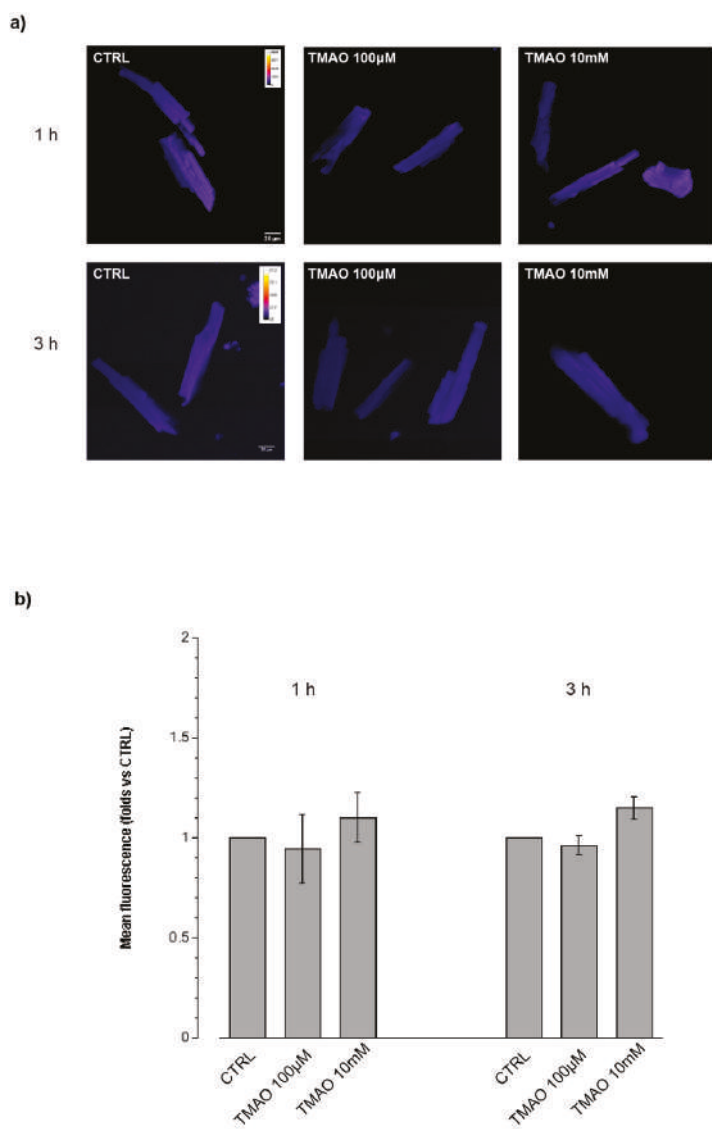 a)
CTRL
TMAO 100µM
TMAO 10mM
1 h
CTRL
TMAO 100µM
TMAO 10mM
3 h
b)
Mean fluorescence (folds vs CTRL)
2
1.5
1
0.5
0
1 h
3 h
CTRL
TMAO 100µM
TMAO 10mM
CTRL
TMAO 100µM
TMAO 10mM